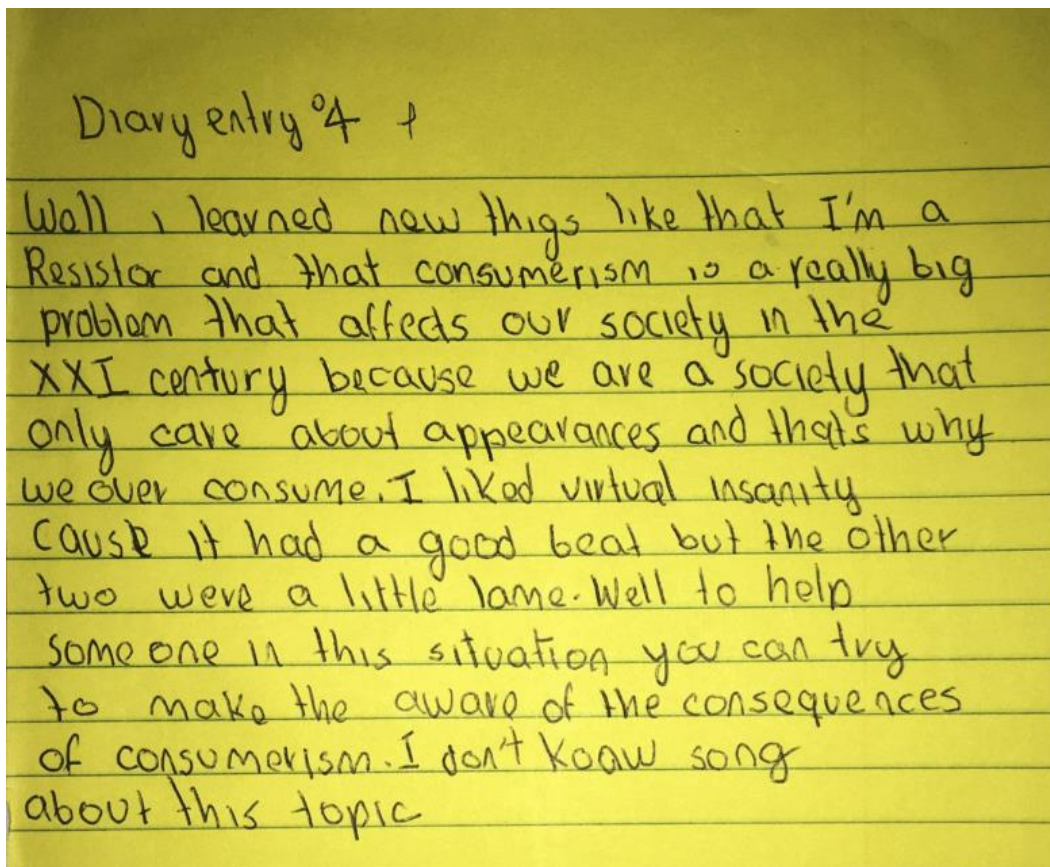 Diary entry °4
Well i learned new thigs like that I'm a
Resistor and that consumerism is a really big
problem that affects our society in the
XXI century because we are a society that
only care about appearances and that's why
we over consume. I liked virtual insanity
cause it had a good beat but the other
two were a little lame. Well to help
some one in this situation you can try
to make the aware of the consequences
of consumerism. I don't knaw song
about this topic